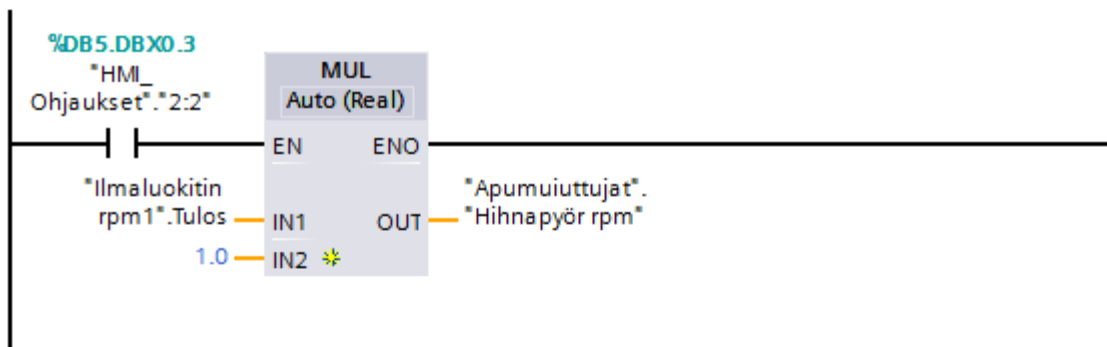 %DB5.DBX0.3
"HMI_
Ohjaukset"."2:2"
MUL
Auto (Real)
EN
ENO
"Ilmaluokitin
rpm1".Tulos
IN1
OUT
"Apumuiuttujat".
"Hihnapyör rpm"
1.0
IN2